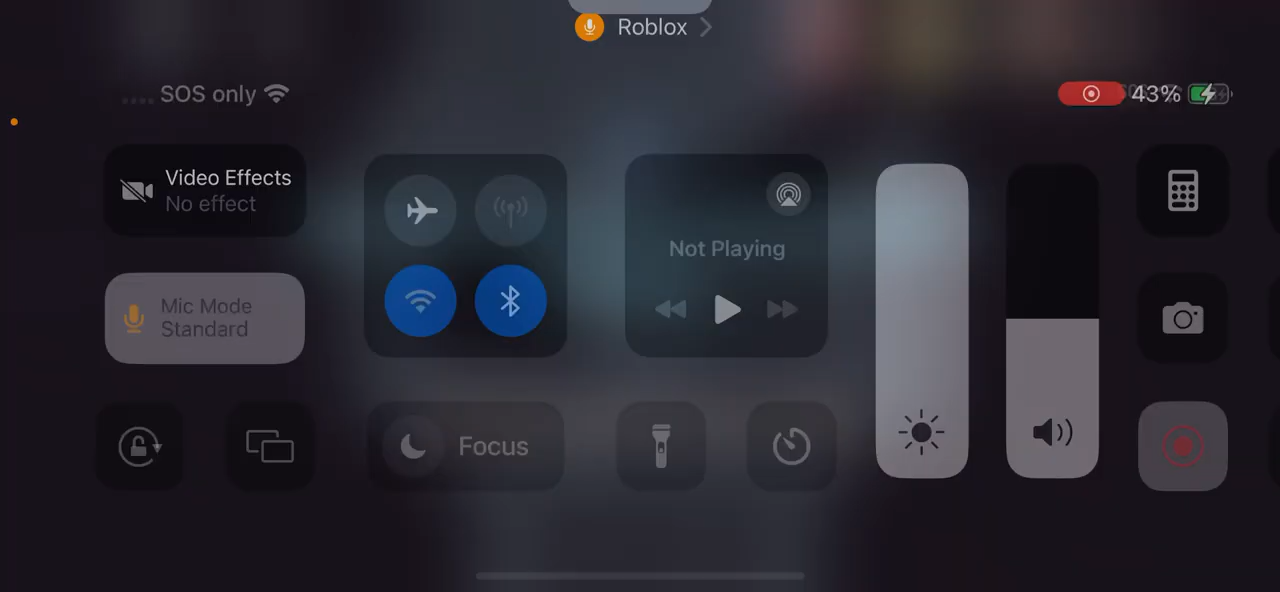 Roblox
SOS only
43%
Video Effects
No effect
Not Playing
Mic Mode
Standard
Focus